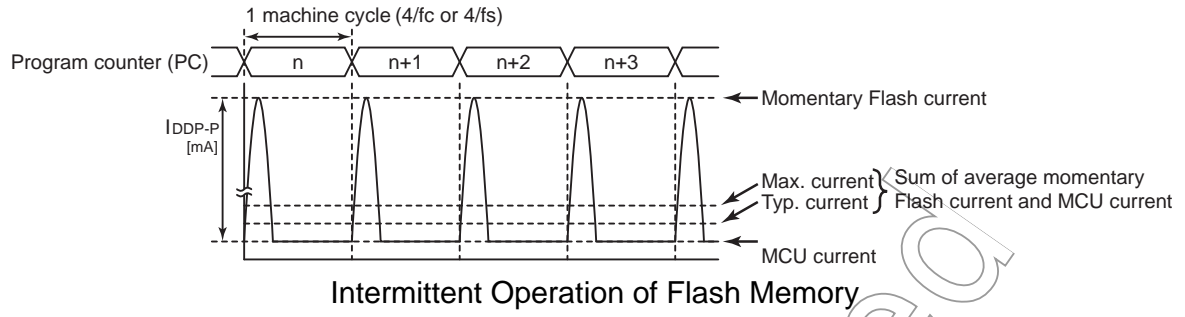 1 machine cycle (4/fc or 4/fs)
Program counter (PC)
n
n+1
n+2
n+3
Momentary Flash current
IDDP-P
[mA]
Max. current
Typ. current
Sum of average momentary
Flash current and MCU current
MCU current
Intermittent Operation of Flash Memory